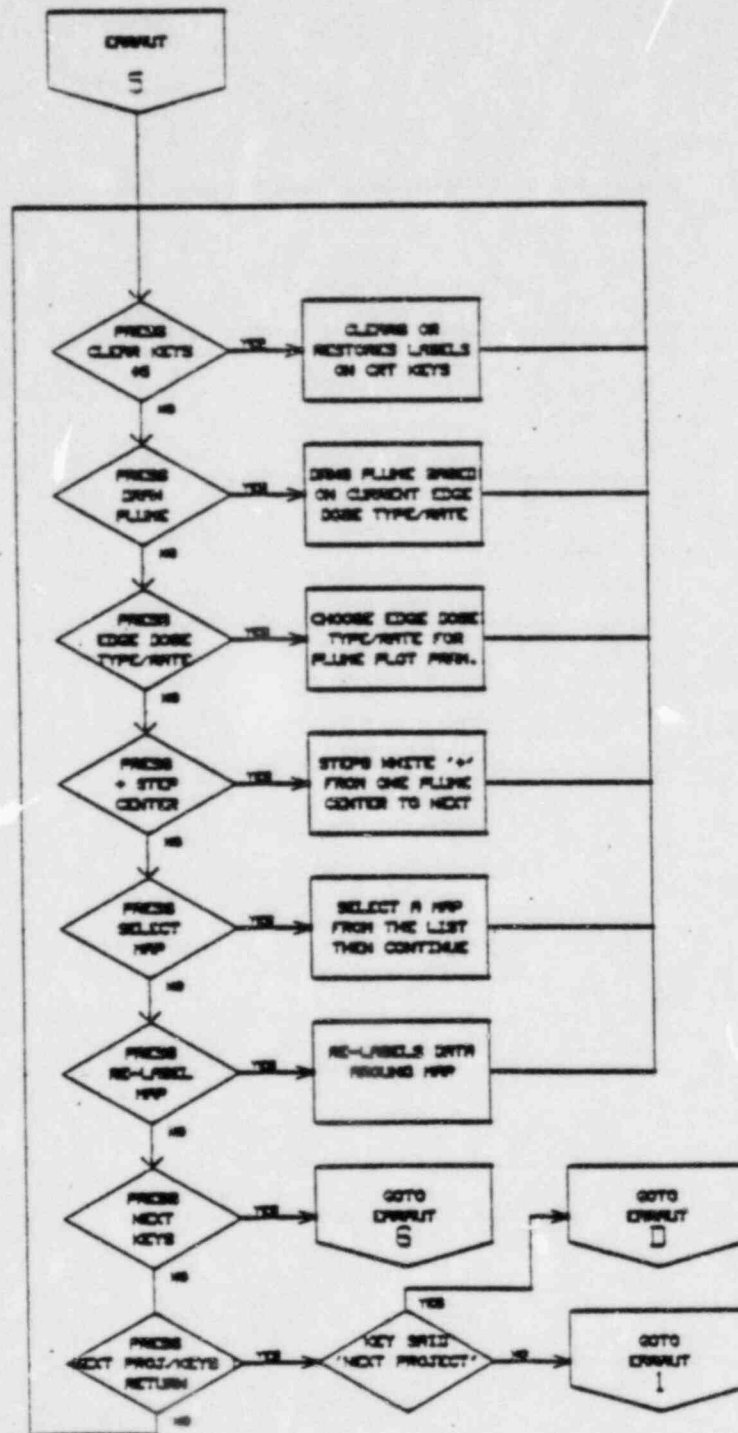 ERRAUT
5
PRESS
CLEAR KEYS
YES
CLEARS OR
RESTORES LABELS
ON CRT KEYS
NO
PRESS
DRAW
PLUME
YES
DRAWS PLUME BASED
ON CURRENT EDGE
DOSE TYPE/RATE
NO
PRESS
EDGE DOSE
TYPE/RATE
YES
CHOOSE EDGE DOSE
TYPE/RATE FOR
PLUME PLOT PARM.
NO
PRESS
+ STEP
CENTER
YES
STEPS WHITE '+'
FROM ONE PLUME
CENTER TO NEXT
NO
PRESS
SELECT
MAP
YES
SELECT A MAP
FROM THE LIST
THEN CONTINUE
NO
PRESS
RE-LABEL
MAP
YES
RE-LABELS DATA
AROUND MAP
NO
PRESS
NEXT
KEYS
YES
GOTO
ERRAUT
6
GOTO
ERRAUT
NO
YES
PRESS
NEXT PROJ/KEYS
RETURN
YES
KEY SAID
'NEXT PROJECT'
NO
GOTO
ERRAUT
1
NO